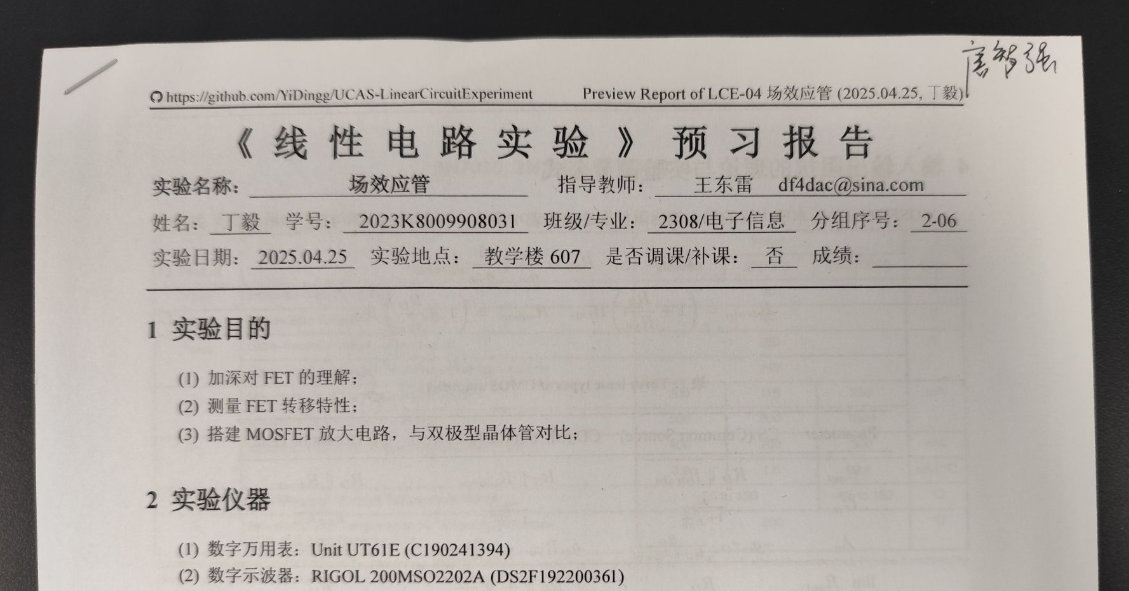 唐智强
https://github.com/YiDingg/UCAS-LinearCircuitExperiment Preview Report of LCE-04 场效应管 (2025.04.25, 丁毅)
《线性电路实验》预习报告
实验名称: 场效应管 指导教师: 王东雷 df4dac@sina.com
姓名: 丁毅 学号: 2023K8009908031 班级/专业: 2308/电子信息 分组序号: 2-06
实验日期: 2025.04.25 实验地点: 教学楼 607 是否调课/补课: 否 成绩:
1 实验目的
(1) 加深对 FET 的理解;
(2) 测量 FET 转移特性;
(3) 搭建 MOSFET 放大电路，与双极型晶体管对比;
2 实验仪器
(1) 数字万用表: Unit UT61E (C190241394)
(2) 数字示波器: RIGOL 200MSO2202A (DS2F192200361)